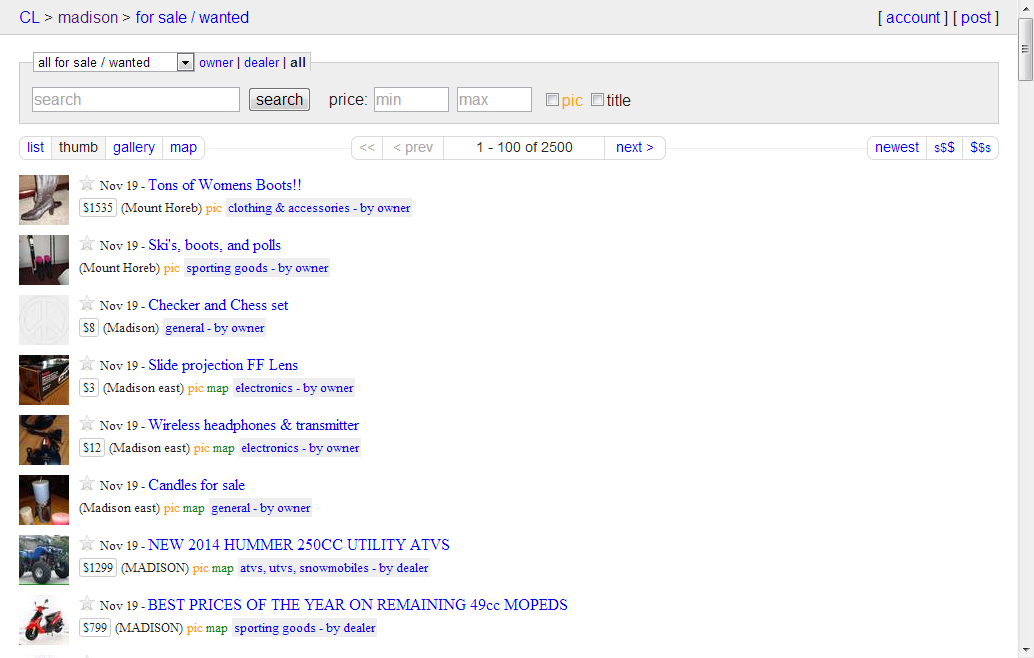 CL > madison > for sale / wanted [ account ] [ post ]
all for sale / wanted owner | dealer | all
search search price: min max pic title
list thumb gallery map << < prev 1 - 100 of 2500 next > newest s$$ $$s
Nov 19 - Tons of Womens Boots!!
$1535 (Mount Horeb) pic clothing & accessories - by owner
Nov 19 - Ski's, boots, and polls
(Mount Horeb) pic sporting goods - by owner
Nov 19 - Checker and Chess set
$8 (Madison) general - by owner
Nov 19 - Slide projection FF Lens
$3 (Madison east) pic map electronics - by owner
Nov 19 - Wireless headphones & transmitter
$12 (Madison east) pic map electronics - by owner
Nov 19 - Candles for sale
(Madison east) pic map general - by owner
Nov 19 - NEW 2014 HUMMER 250CC UTILITY ATVS
$1299 (MADISON) pic map atvs, utvs, snowmobiles - by dealer
Nov 19 - BEST PRICES OF THE YEAR ON REMAINING 49cc MOPEDS
$799 (MADISON) pic map sporting goods - by dealer